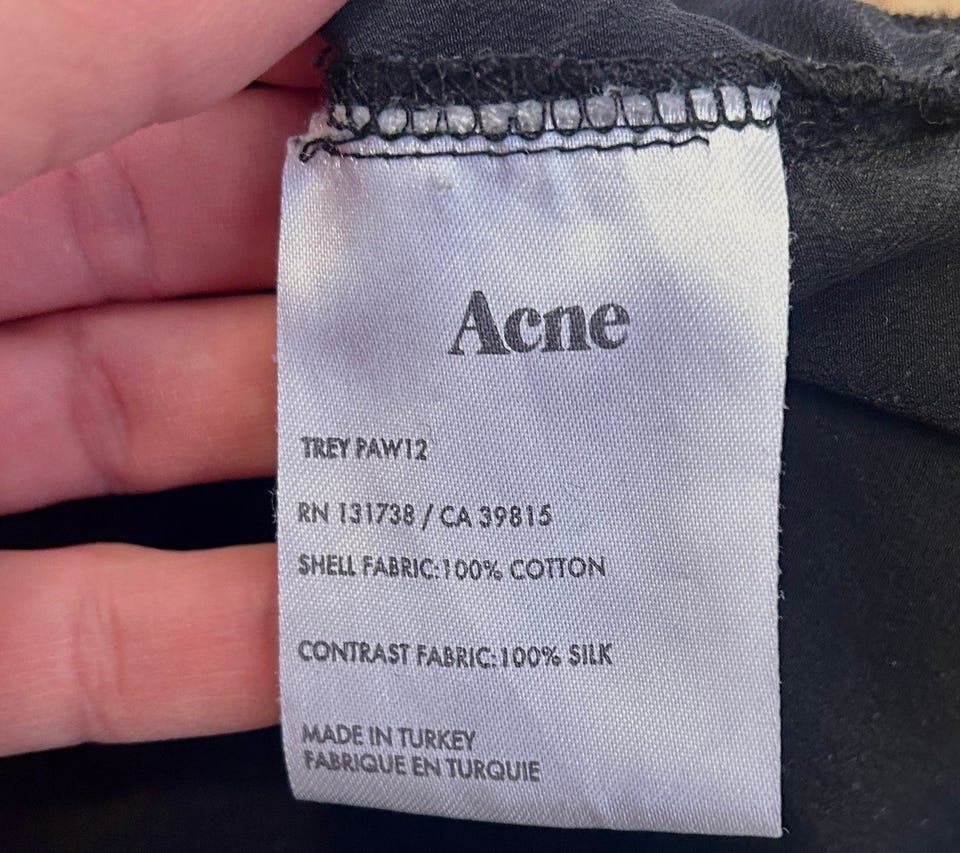 Acne
TREY PAW12
RN 131738 / CA 39815
SHELL FABRIC:100% COTTON
CONTRAST FABRIC:100% SILK
MADE IN TURKEY
FABRIQUE EN TURQUIE